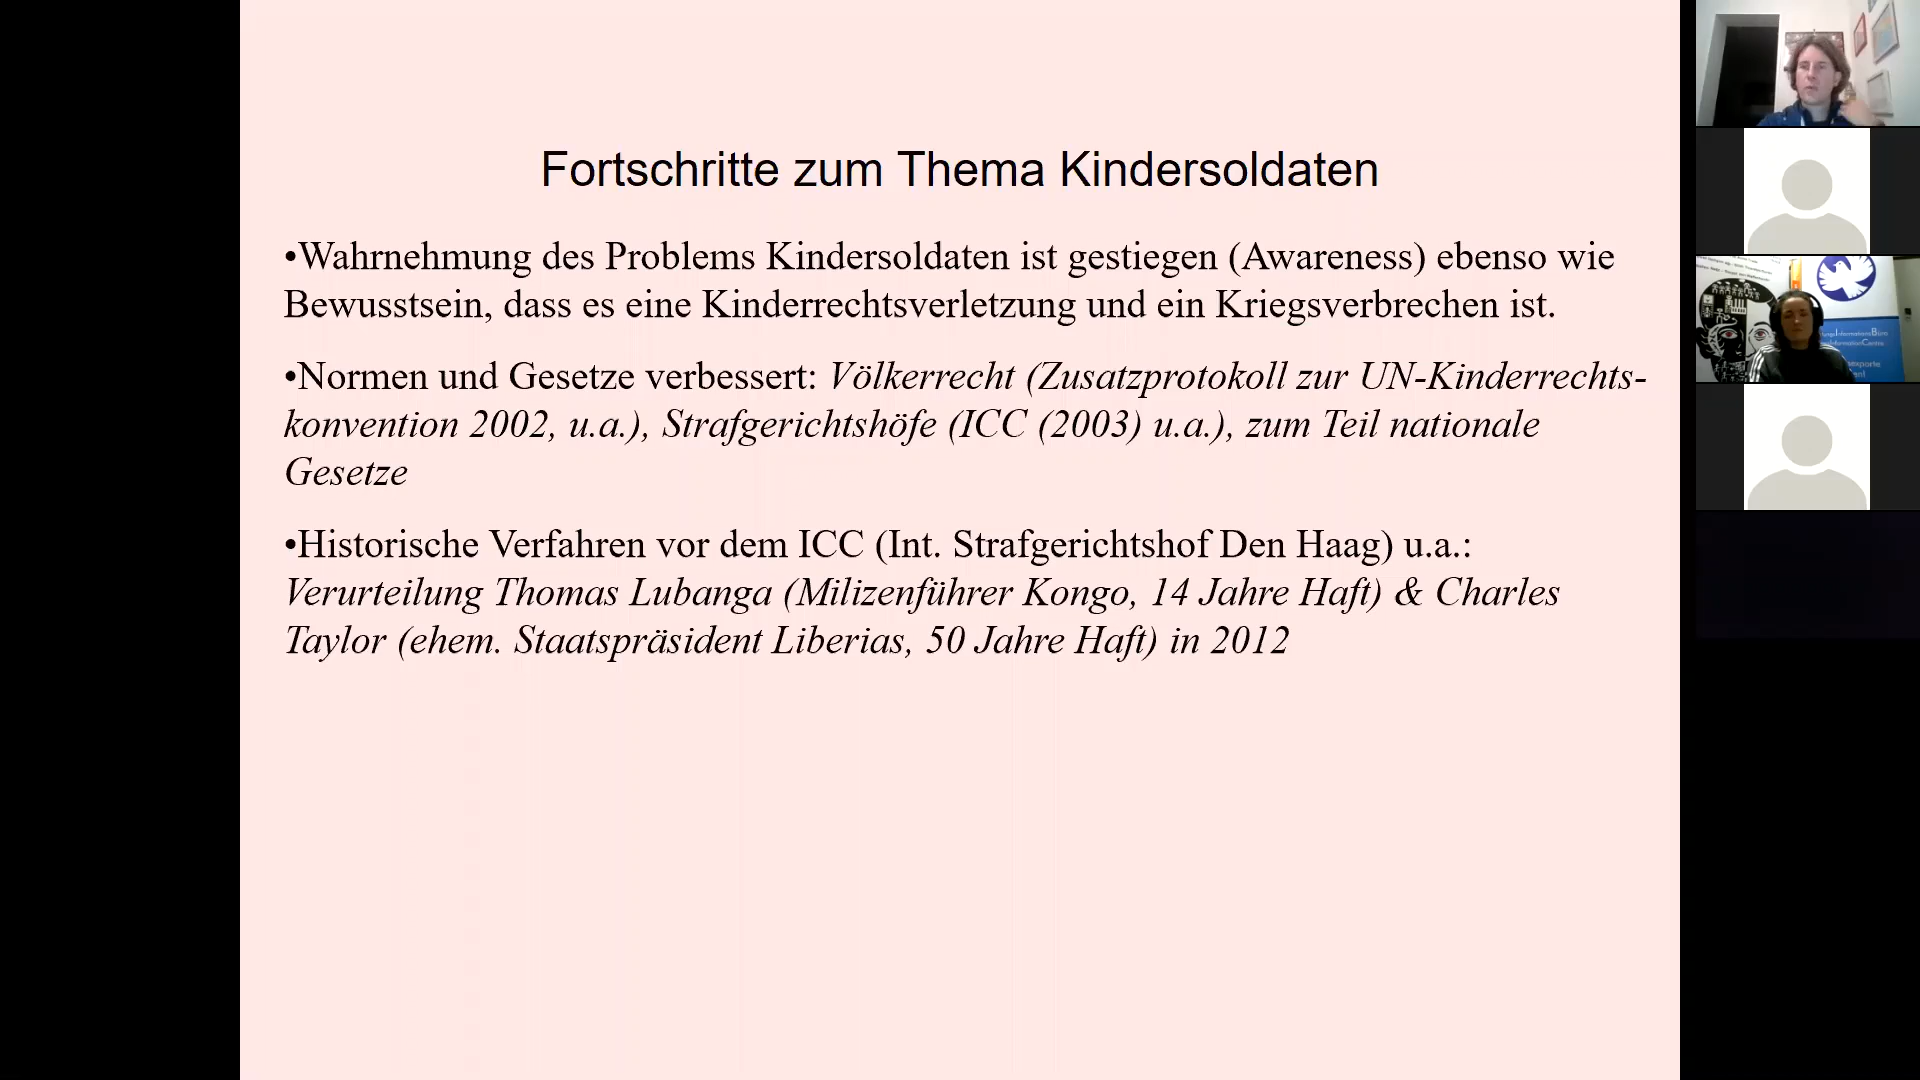 Fortschritte zum Thema Kindersoldaten
•Wahrnehmung des Problems Kindersoldaten ist gestiegen (Awareness) ebenso wie
Bewusstsein, dass es eine Kinderrechtsverletzung und ein Kriegsverbrechen ist.
•Normen und Gesetze verbessert: Völkerrecht (Zusatzprotokoll zur UN-Kinderrechts-
konvention 2002, u.a.), Strafgerichtshöfe (ICC (2003) u.a.), zum Teil nationale
Gesetze
•Historische Verfahren vor dem ICC (Int. Strafgerichtshof Den Haag) u.a.:
Verurteilung Thomas Lubanga (Milizenführer Kongo, 14 Jahre Haft) & Charles
Taylor (ehem. Staatspräsident Liberias, 50 Jahre Haft) in 2012